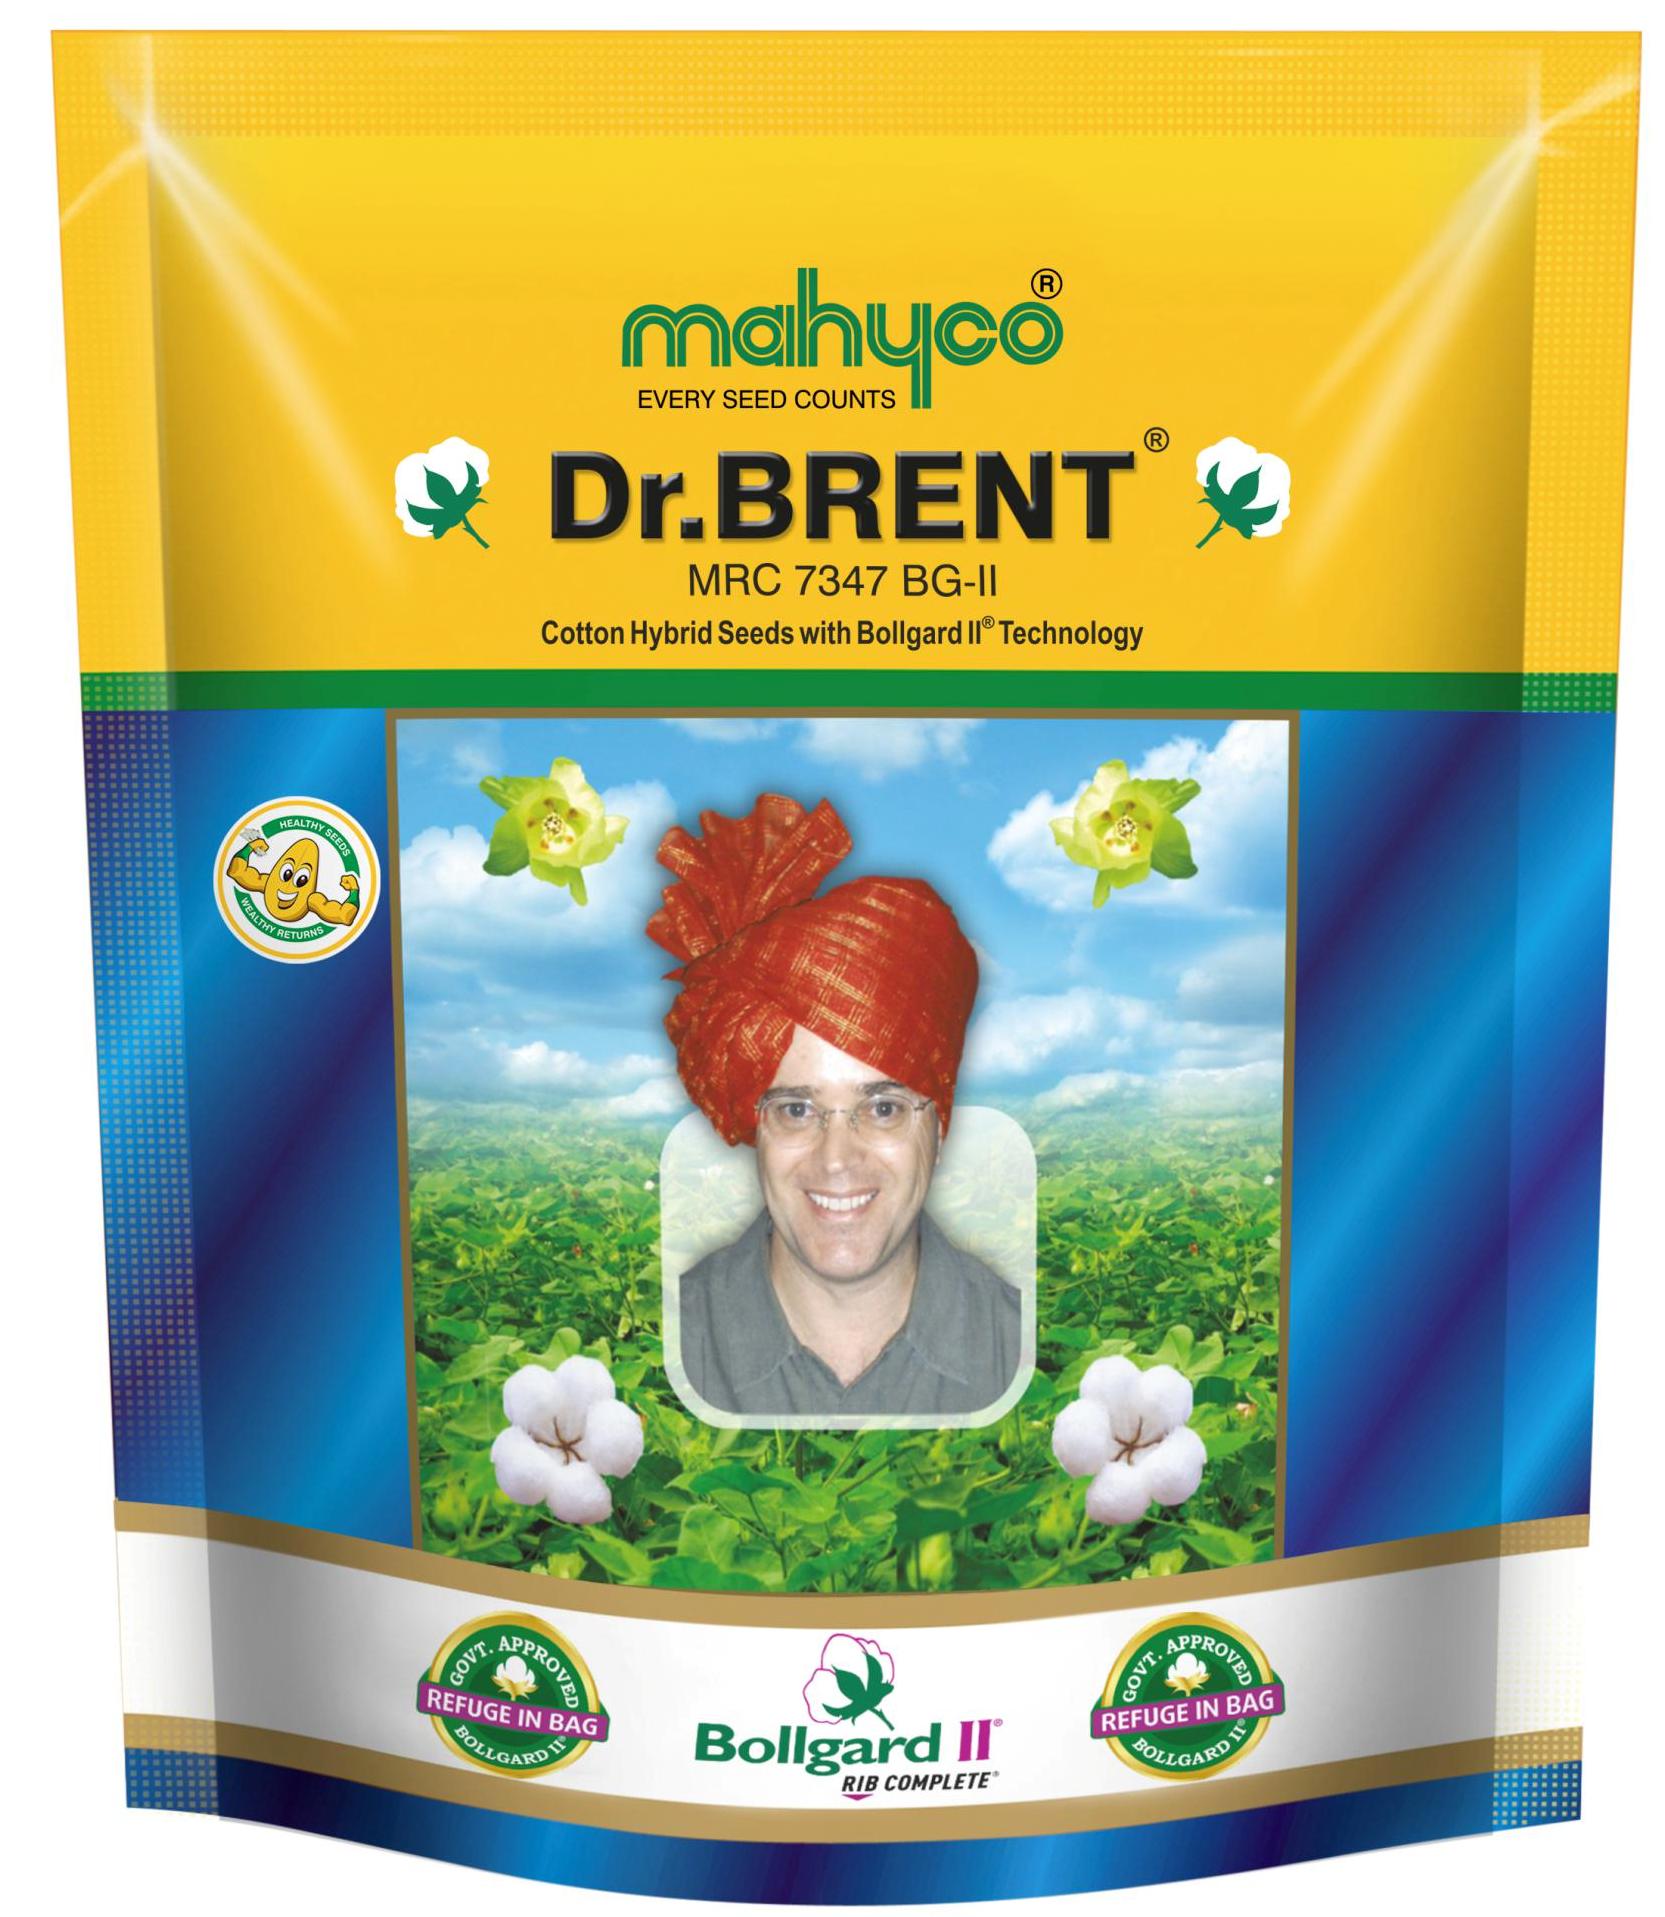 mahyco®
EVERY SEED COUNTS
Dr.BRENT®
MRC 7347 BG-II
Cotton Hybrid Seeds with Bollgard II® Technology
HEALTHY SEEDS
WEALTHY RETURNS
GOVT. APPROVED
REFUGE IN BAG
BOLLGARD II®
Bollgard II®
RIB COMPLETE®
GOVT. APPROVED
REFUGE IN BAG
BOLLGARD II®